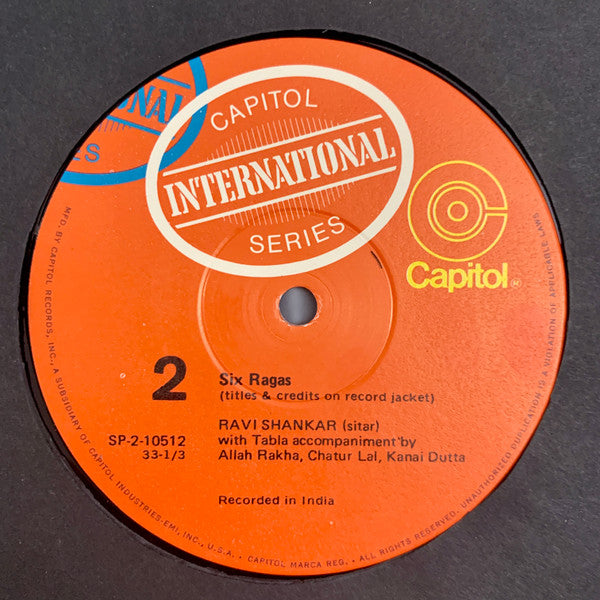 NAL
ES
CAPITOL
INTERNATIONAL
SERIES
Capitol®
2
Six Ragas
(titles & credits on record jacket)
RAVI SHANKAR (sitar)
SP-2-10512
with Tabla accompaniment by
33-1/3
Allah Rakha, Chatur Lal, Kanai Dutta
Recorded in India
MFD. BY CAPITOL RECORDS, INC., A SUBSIDIARY OF CAPITOL INDUSTRIES-EMI, INC., U.S.A. • CAPITOL MARCA REG. • ALL RIGHTS RESERVED. UNAUTHORIZED DUPLICATION IS A VIOLATION OF APPLICABLE LAWS.